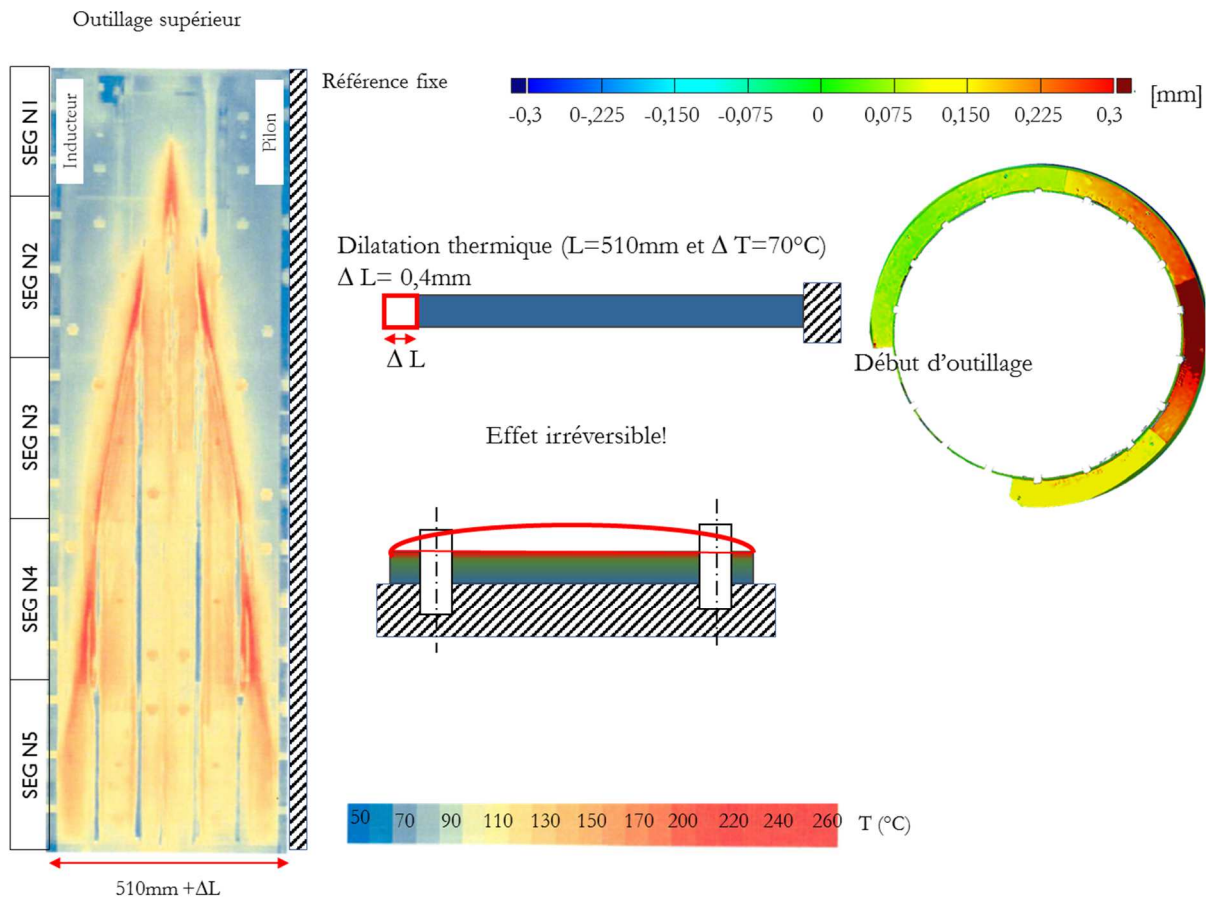 Outillage supérieur
Inducteur
Pilon
SEG N1
SEG N2
SEG N3
SEG N4
SEG N5
510mm +ΔL
Référence fixe
-0,3 0-,225 -0,150 -0,075 0 0,075 0,150 0,225 0,3
[mm]
Dilatation thermique (L=510mm et Δ T=70°C)
Δ L= 0,4mm
Δ L
Début d'outillage
Effet irréversible!
50 70 90 110 130 150 170 200 220 240 260 T (°C)